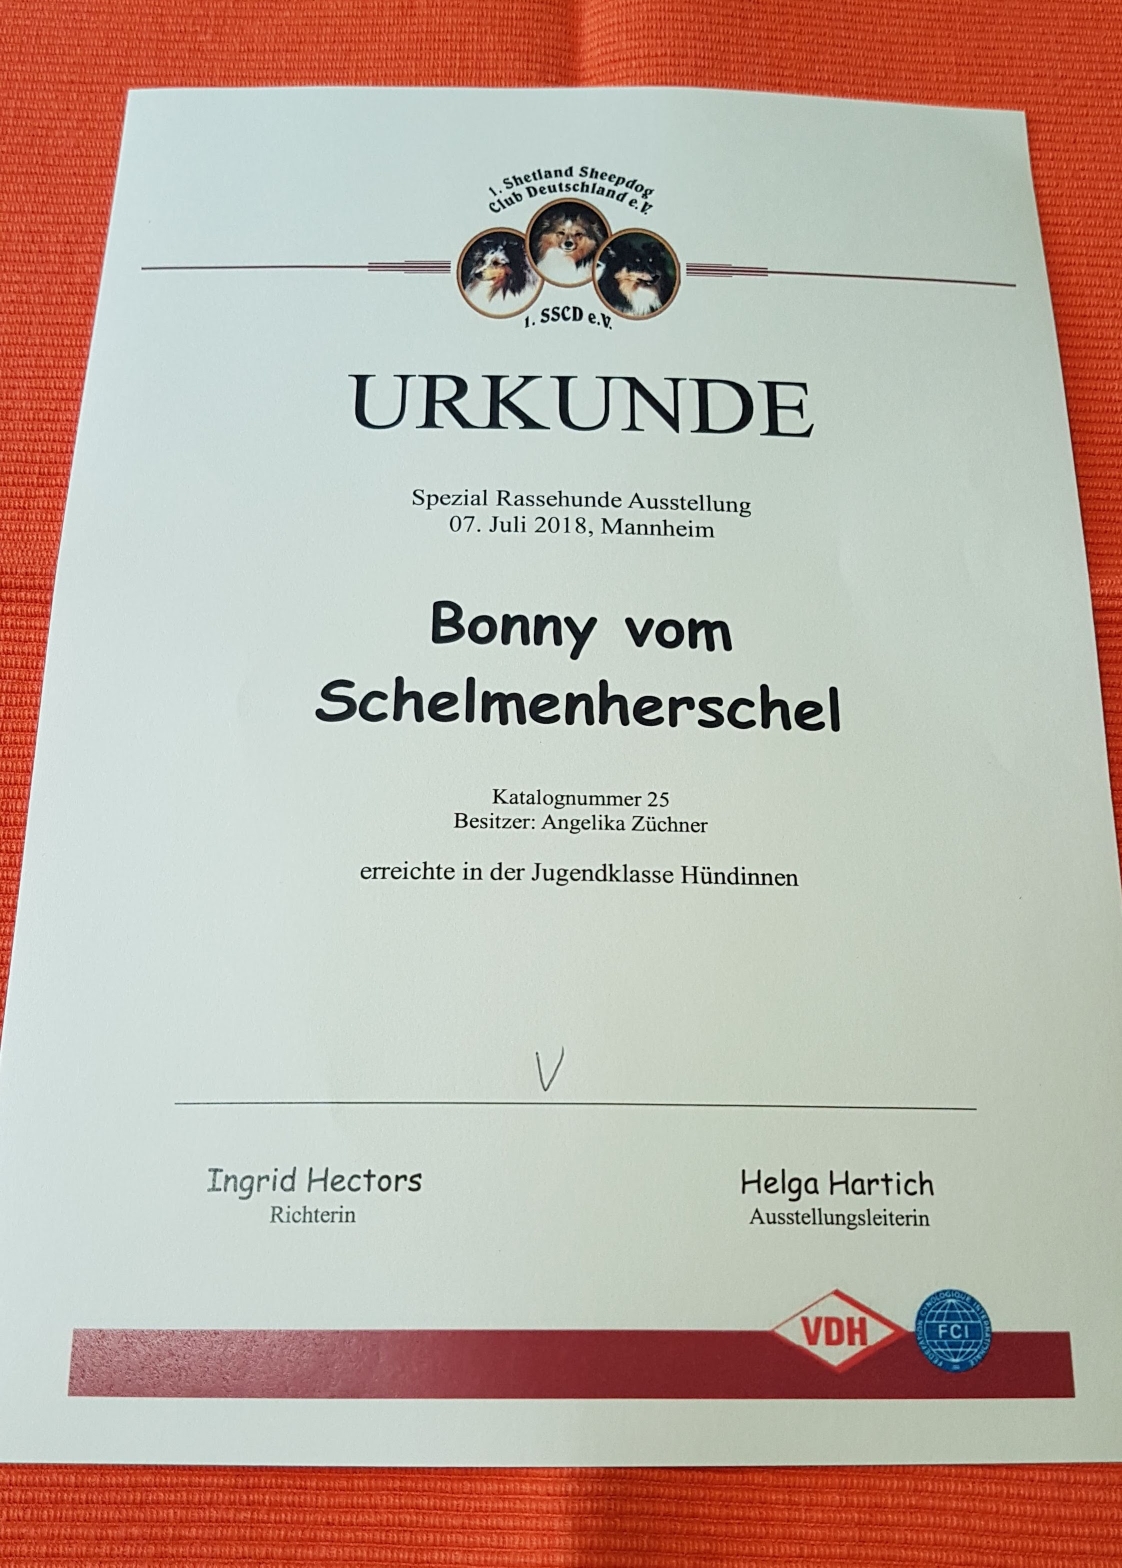 1. Shetland Sheepdog
Club Deutschland e.V.
1. SSCD e.V.
URKUNDE
Spezial Rassehunde Ausstellung
07. Juli 2018, Mannheim
Bonny vom
Schelmenherschel
Katalognummer 25
Besitzer: Angelika Züchner
erreichte in der Jugendklasse Hündinnen
V
Ingrid Hectors
Richterin
Helga Hartich
Ausstellungsleiterin
VDH
FCI